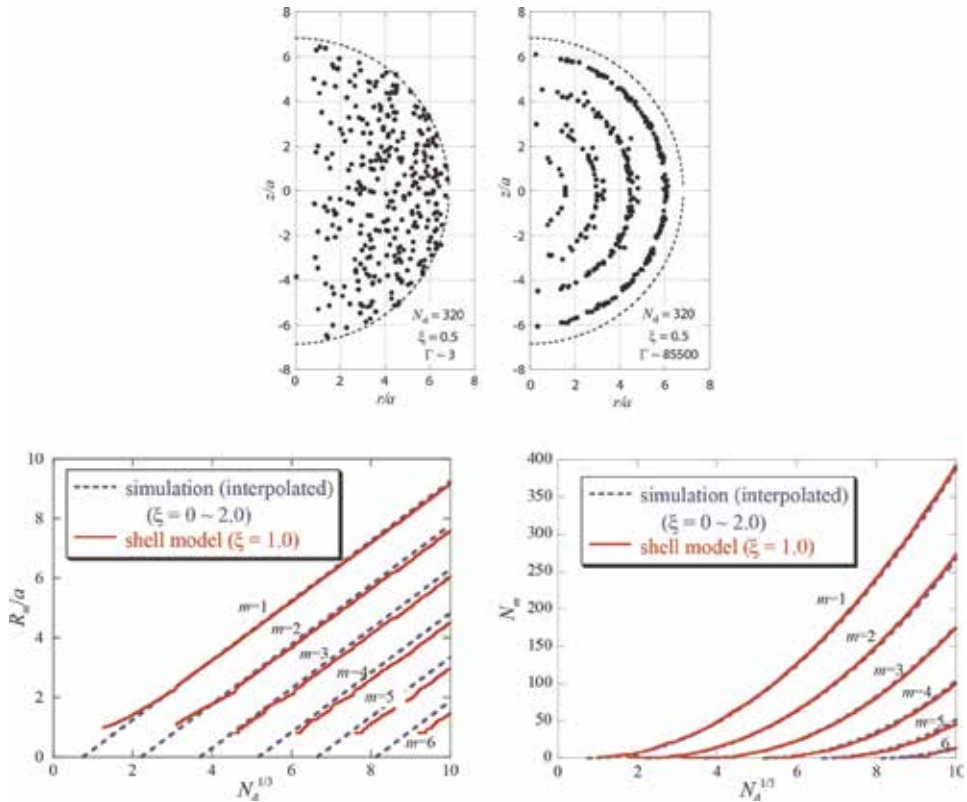 8
6
4
2
0
-2
-4
-6
-8
z/a
0 2 4 6 8
r/a
N_d = 320
ξ = 0.5
Γ ~ 3
8
6
4
2
0
-2
-4
-6
-8
z/a
0 2 4 6 8
r/a
N_d = 320
ξ = 0.5
Γ ~ 85500
10
8
6
4
2
0
R_m/a
simulation (interpolated)
(ξ = 0 ~ 2.0)
shell model (ξ = 1.0)
m=1
m=2
m=3
m=4
m=5
m=6
0 2 4 6 8 10
N_d^1/3
400
350
300
250
200
150
100
50
0
N_m
simulation (interpolated)
(ξ = 0 ~ 2.0)
shell model (ξ = 1.0)
m=1
m=2
m=3
m=4
m=5
6
0 2 4 6 8 10
N_d^1/3